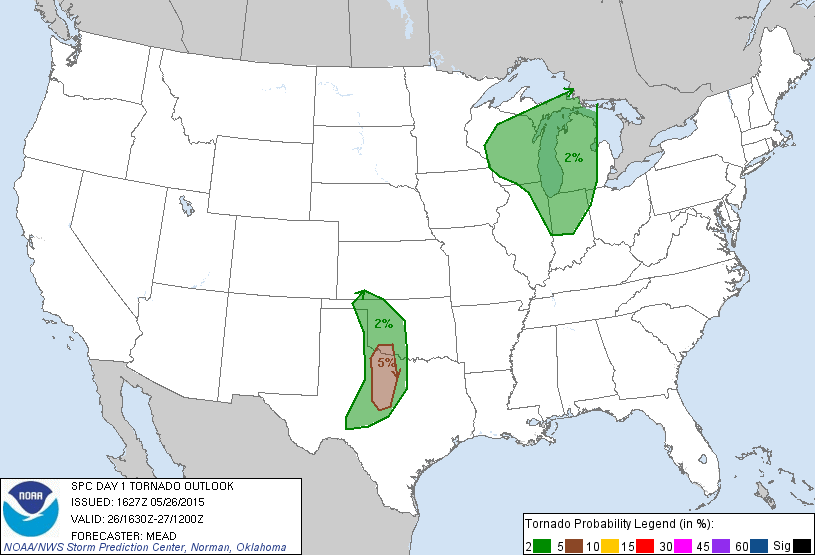 2%
2%
5%
NOAA
SPC DAY 1 TORNADO OUTLOOK
ISSUED: 1627Z 05/26/2015
VALID: 26/1630Z-27/1200Z
FORECASTER: MEAD
NOAA/NWS Storm Prediction Center, Norman, Oklahoma
Tornado Probability Legend (in %):
2 5 10 15 30 45 60 Sig